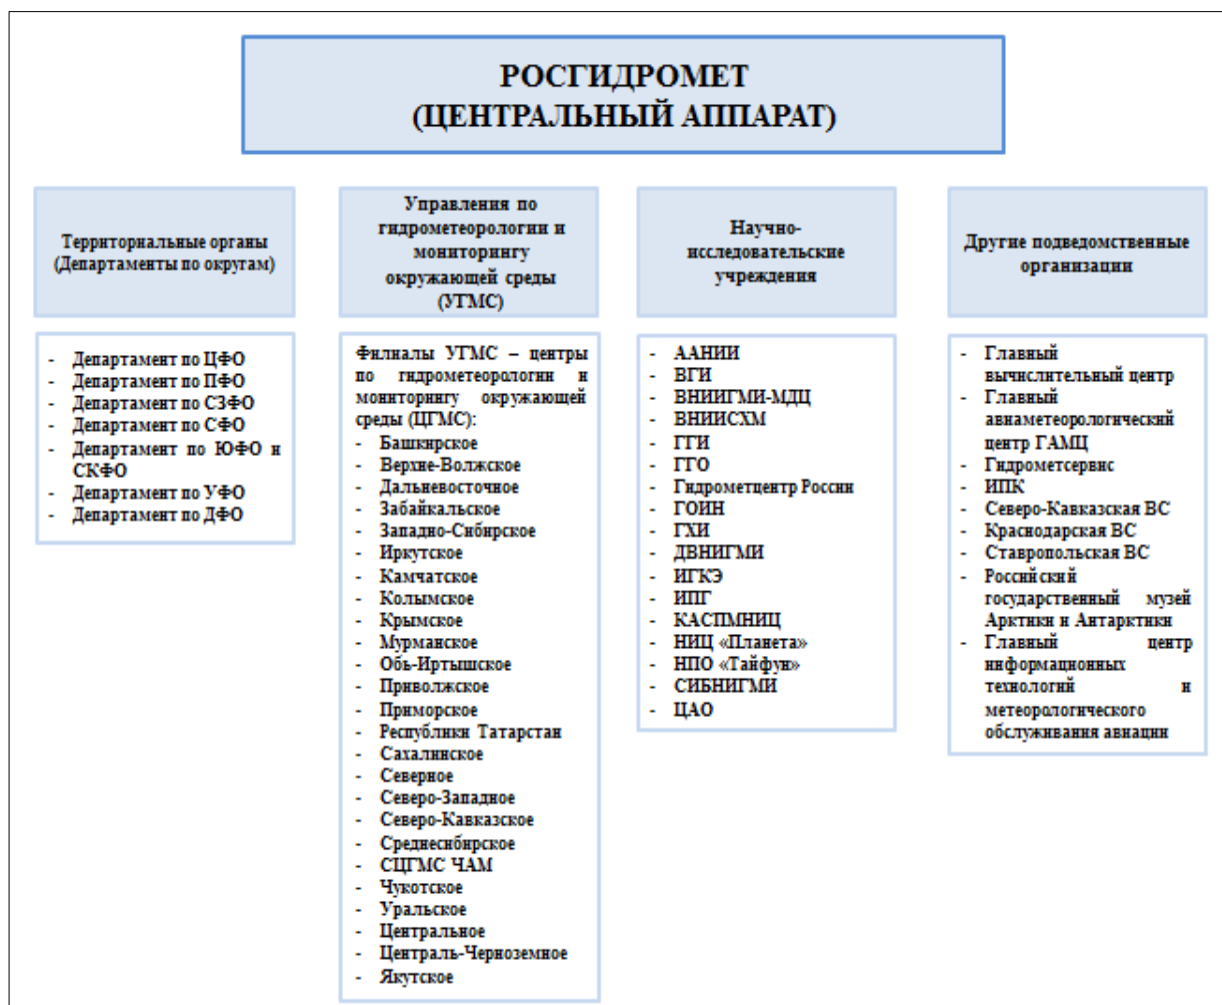 РОСГИДРОМЕТ
(ЦЕНТРАЛЬНЫЙ АППАРАТ)
Территориальные органы
(Департаменты по округам)
- Департамент по ЦФО
- Департамент по ПФО
- Департамент по СЗФО
- Департамент по СФО
- Департамент по ЮФО и
СКФО
- Департамент по УФО
- Департамент по ДФО
Управления по
гидрометеорологии и
мониторингу
окружающей среды
(УГМС)
Филиалы УГМС – центры
по гидрометеорологии и
мониторингу окружающей
среды (ЦГМС):
- Башкирское
- Верхне-Волжское
- Дальневосточное
- Забайкальское
- Западно-Сибирское
- Иркутское
- Камчатское
- Колымское
- Крымское
- Мурманское
- Обь-Иртышское
- Приволжское
- Приморское
- Республики Татарстан
- Сахалинское
- Северное
- Северо-Западное
- Северо-Кавказское
- Среднесибирское
- СЦГМС ЧАМ
- Чукотское
- Уральское
- Центральное
- Централь-Черноземное
- Якутское
Научно-
исследовательские
учреждения
- ААНИИ
- ВГИ
- ВНИИГМИ-МДЦ
- ВНИИСХМ
- ГГИ
- ГГО
- Гидрометцентр России
- ГОИН
- ГХИ
- ДВНИГМИ
- ИГКЭ
- ИПГ
- КАСПМНИЦ
- НИЦ «Планета»
- НПО «Тайфун»
- СИБНИГМИ
- ЦАО
Другие подведомственные
организации
- Главный
вычислительный центр
- Главный
авиаметеорологический
центр ГАМЦ
- Гидрометсервис
- ИПК
- Северо-Кавказская ВС
- Краснодарская ВС
- Ставропольская ВС
- Российский
государственный музей
Арктики и Антарктики
- Главный центр
информационных
технологий и
метеорологического
обслуживания авиации